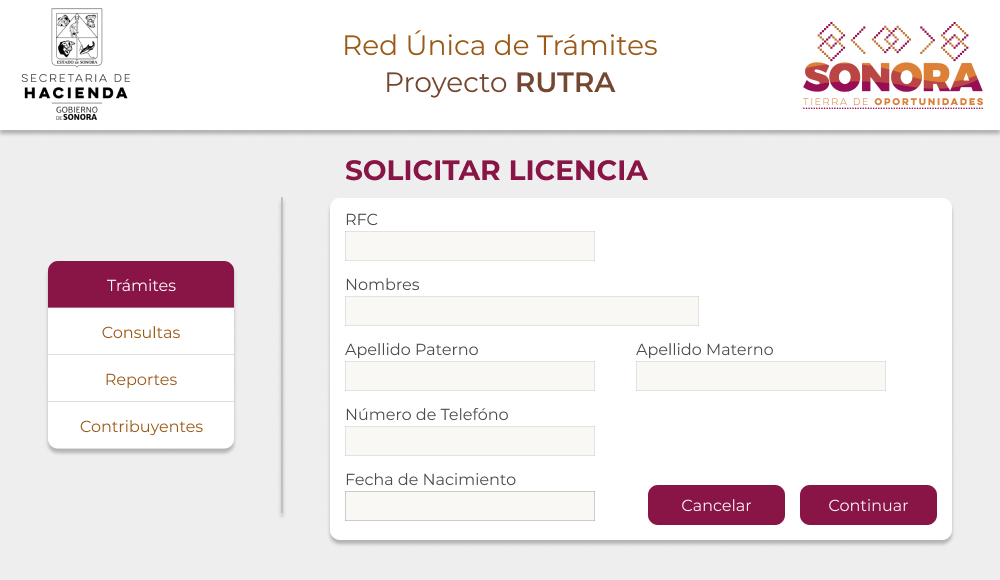 ESTADO DE SONORA
SECRETARIA DE
HACIENDA
GOBIERNO
DE SONORA
Red Única de Trámites
Proyecto RUTRA
SONORA
TIERRA DE OPORTUNIDADES
SOLICITAR LICENCIA
Trámites
Consultas
Reportes
Contribuyentes
RFC
Nombres
Apellido Paterno
Apellido Materno
Número de Telefóno
Fecha de Nacimiento
Cancelar
Continuar